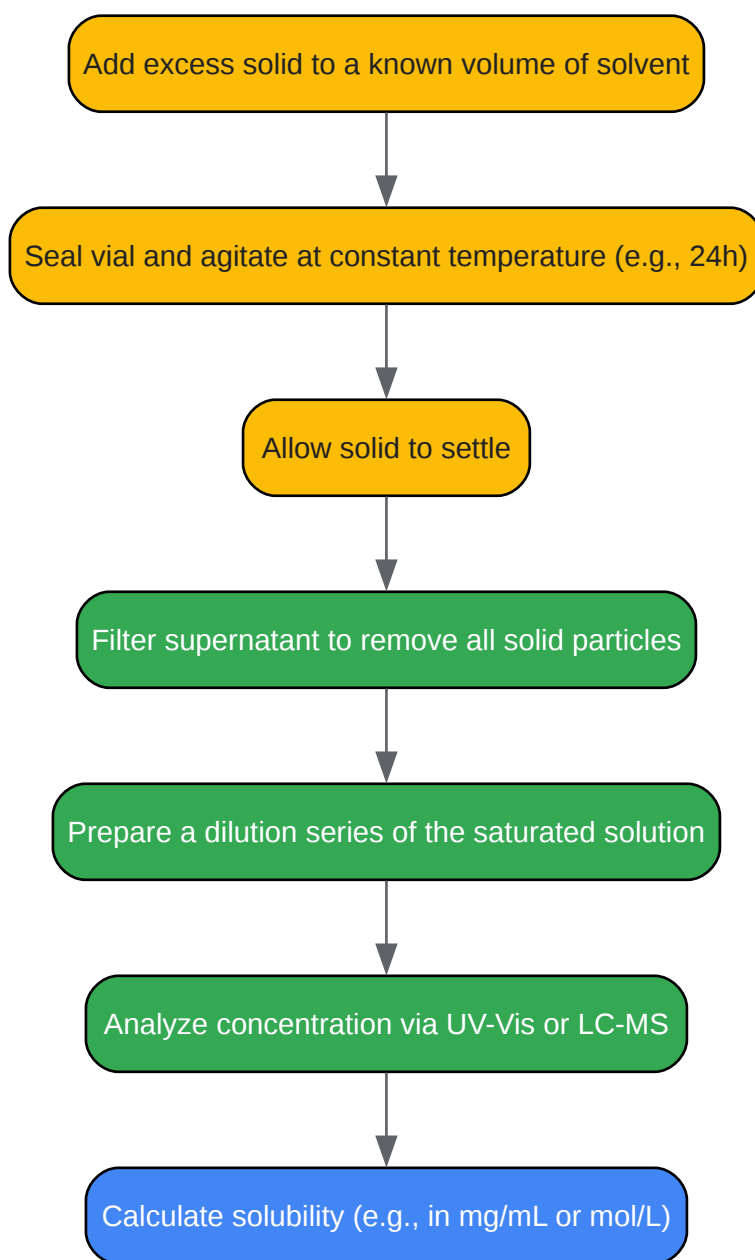 Add excess solid to a known volume of solvent
Seal vial and agitate at constant temperature (e.g., 24h)
Allow solid to settle
Filter supernatant to remove all solid particles
Prepare a dilution series of the saturated solution
Analyze concentration via UV-Vis or LC-MS
Calculate solubility (e.g., in mg/mL or mol/L)